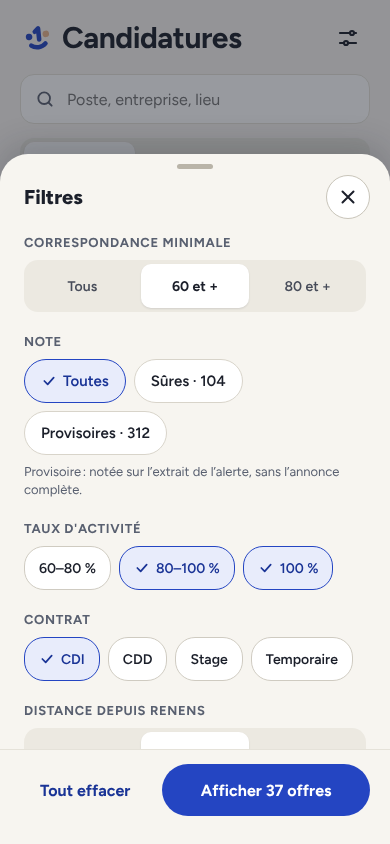 Candidatures
Poste, entreprise, lieu
Filtres
CORRESPONDANCE MINIMALE
Tous 60 et + 80 et +
NOTE
Toutes Sûres · 104
Provisoires · 312
Provisoire : notée sur l’extrait de l’alerte, sans l’annonce
complète.
TAUX D'ACTIVITÉ
60–80 % 80–100 % 100 %
CONTRAT
CDI CDD Stage Temporaire
DISTANCE DEPUIS RENENS
Tout effacer Afficher 37 offres